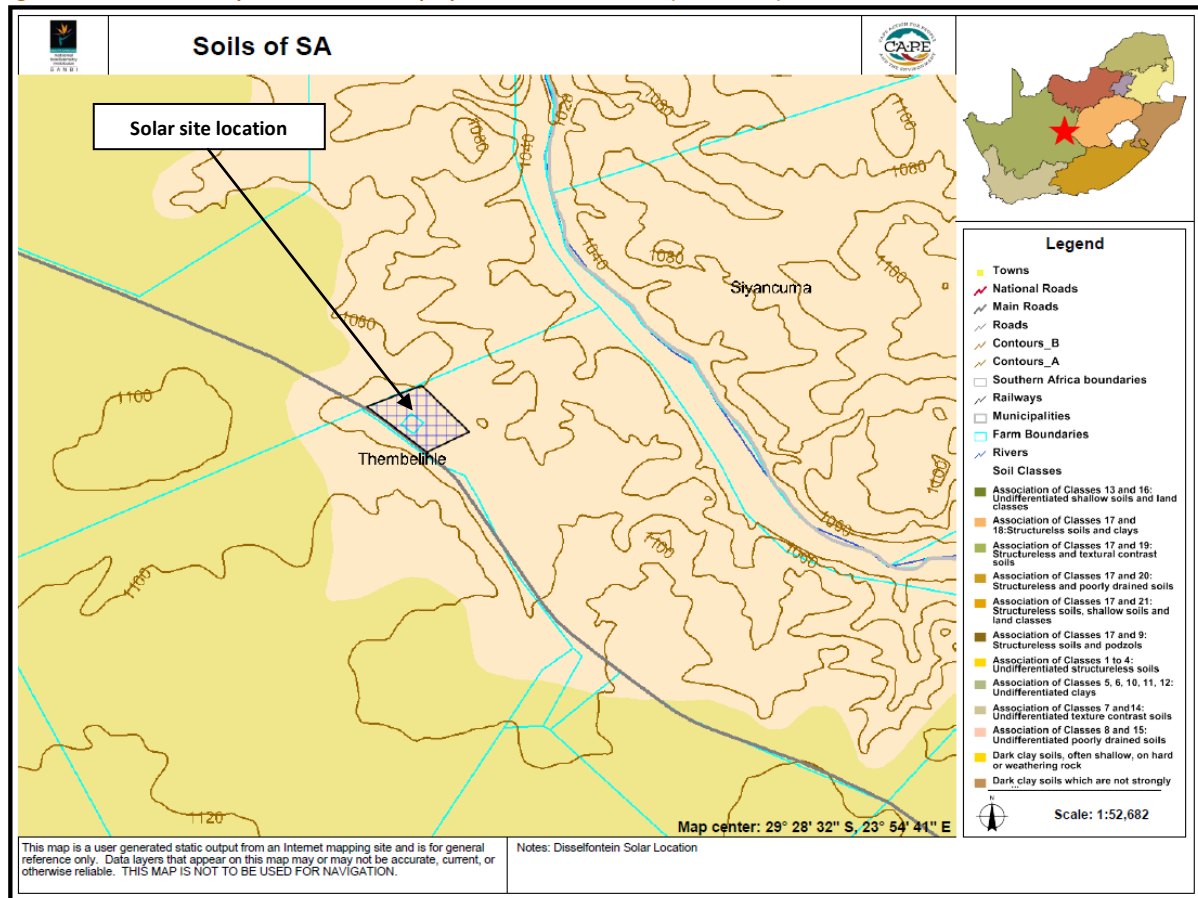 Soils of SA
SANBI
CAPE
Solar site location
1080
1020
1040
1080
1100
1080
1040
1080
1100
Siyancuma
1060
1100
Thembelihle
1100
1100
1060
1060
1100
1120
Map center: 29° 28' 32" S, 23° 54' 41" E
Legend
Towns
National Roads
Main Roads
Roads
Contours_B
Contours_A
Southern Africa boundaries
Railways
Municipalities
Farm Boundaries
Rivers
Soil Classes
Association of Classes 13 and 16:
Undifferentiated shallow soils and land
classes
Association of Classes 17 and
18:Structurelss soils and clays
Association of Classes 17 and 19:
Structureless and textural contrast
soils
Association of Classes 17 and 20:
Structureless and poorly drained soils
Association of Classes 17 and 21:
Structureless soils, shallow soils and
land classes
Association of Classes 17 and 9:
Structureless soils and podzols
Association of Classes 1 to 4:
Undifferentiated structureless soils
Association of Classes 5, 6, 10, 11, 12:
Undifferentiated clays
Association of Classes 7 and14:
Undifferentiated texture contrast soils
Association of Classes 8 and 15:
Undifferentiated poorly drained soils
Dark clay soils, often shallow, on hard
or weathering rock
Dark clay soils which are not strongly
N
Scale: 1:52,682
This map is a user generated static output from an Internet mapping site and is for general
reference only. Data layers that appear on this map may or may not be accurate, current, or
otherwise reliable. THIS MAP IS NOT TO BE USED FOR NAVIGATION.
Notes: Disselfontein Solar Location